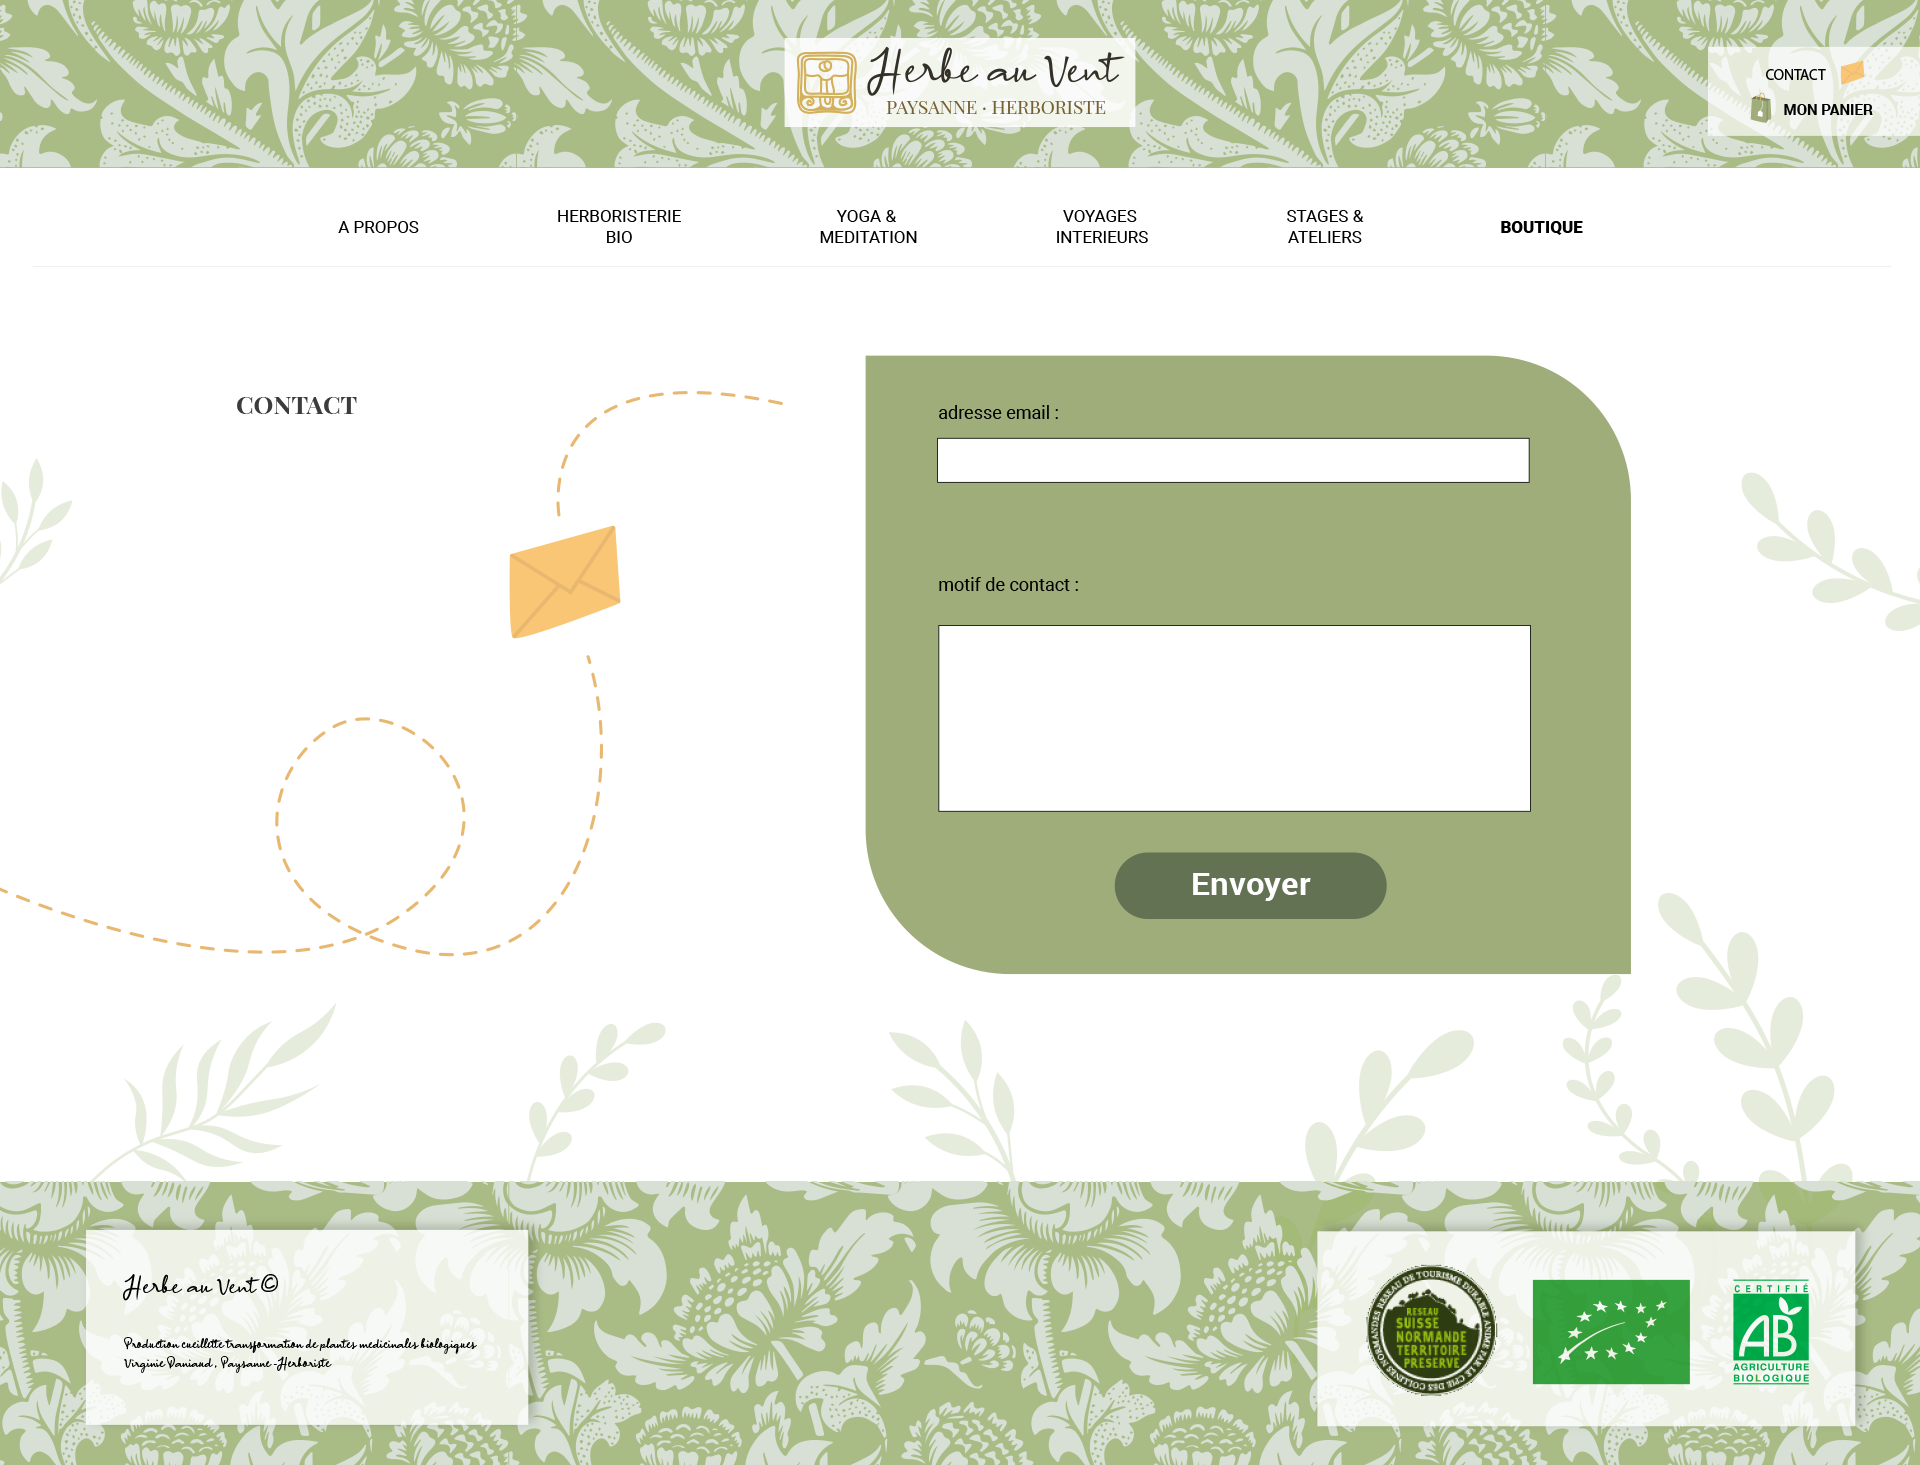 Herbe au Vent
PAYSANNE · HERBORISTE
CONTACT
MON PANIER
A PROPOS
HERBORISTERIE
BIO
YOGA &
MEDITATION
VOYAGES
INTERIEURS
STAGES &
ATELIERS
BOUTIQUE
CONTACT
adresse email :
motif de contact :
Envoyer
Herbe au Vent ©
Production cueillette transformation de plantes medicinales biologiques
Virginie Daniaud, Paysanne -Herboriste
RESEAU DE TOURISME DURABLE ANIME PAR LE CPIE DES COLLINES NORMANDES
RESEAU
SUISSE
NORMANDE
TERRITOIRE
PRESERVE
CERTIFIÉ
AB
AGRICULTURE
BIOLOGIQUE